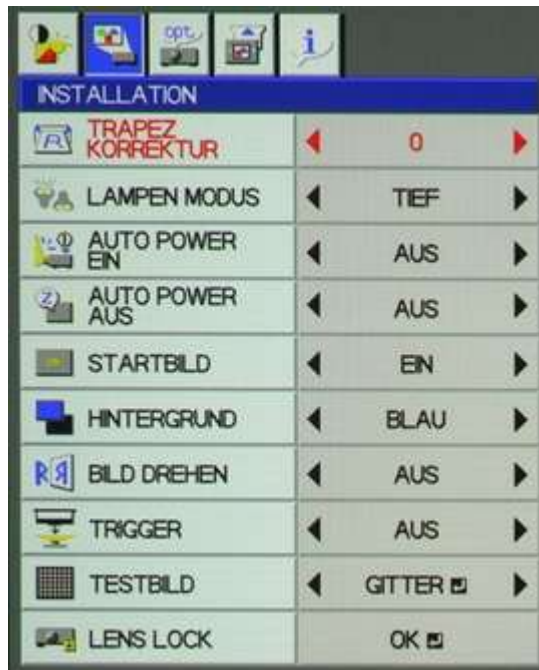 opt.
i
INSTALLATION
TRAPEZ
KORREKTUR
0
LAMPEN MODUS
TIEF
AUTO POWER
EIN
AUS
AUTO POWER
AUS
AUS
STARTBILD
EIN
HINTERGRUND
BLAU
BILD DREHEN
AUS
TRIGGER
AUS
TESTBILD
GITTER
LENS LOCK
OK